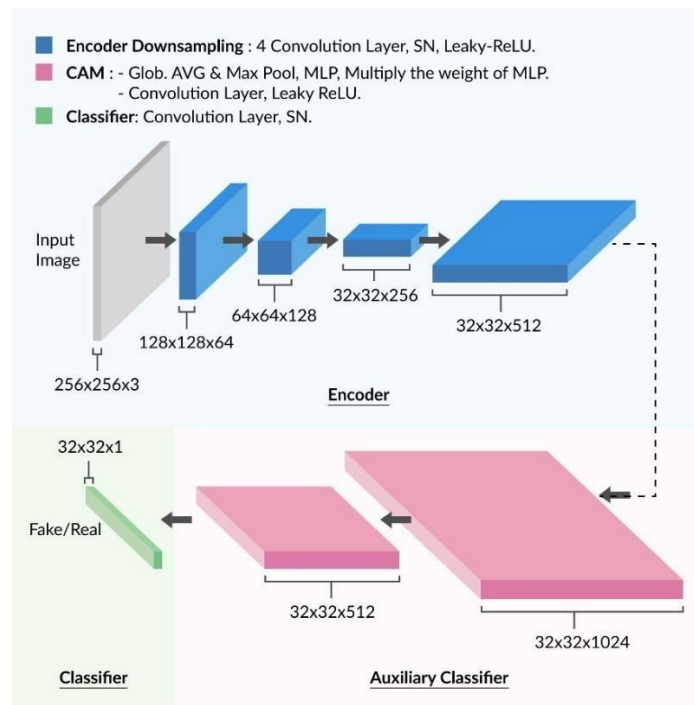 Encoder Downsampling : 4 Convolution Layer, SN, Leaky-ReLU.
CAM : - Glob. AVG & Max Pool, MLP, Multiply the weight of MLP.
- Convolution Layer, Leaky ReLU.
Classifier: Convolution Layer, SN.
Input
Image
256x256x3
128x128x64
64x64x128
32x32x256
32x32x512
Encoder
32x32x1
Fake/Real
32x32x512
32x32x1024
Classifier
Auxiliary Classifier